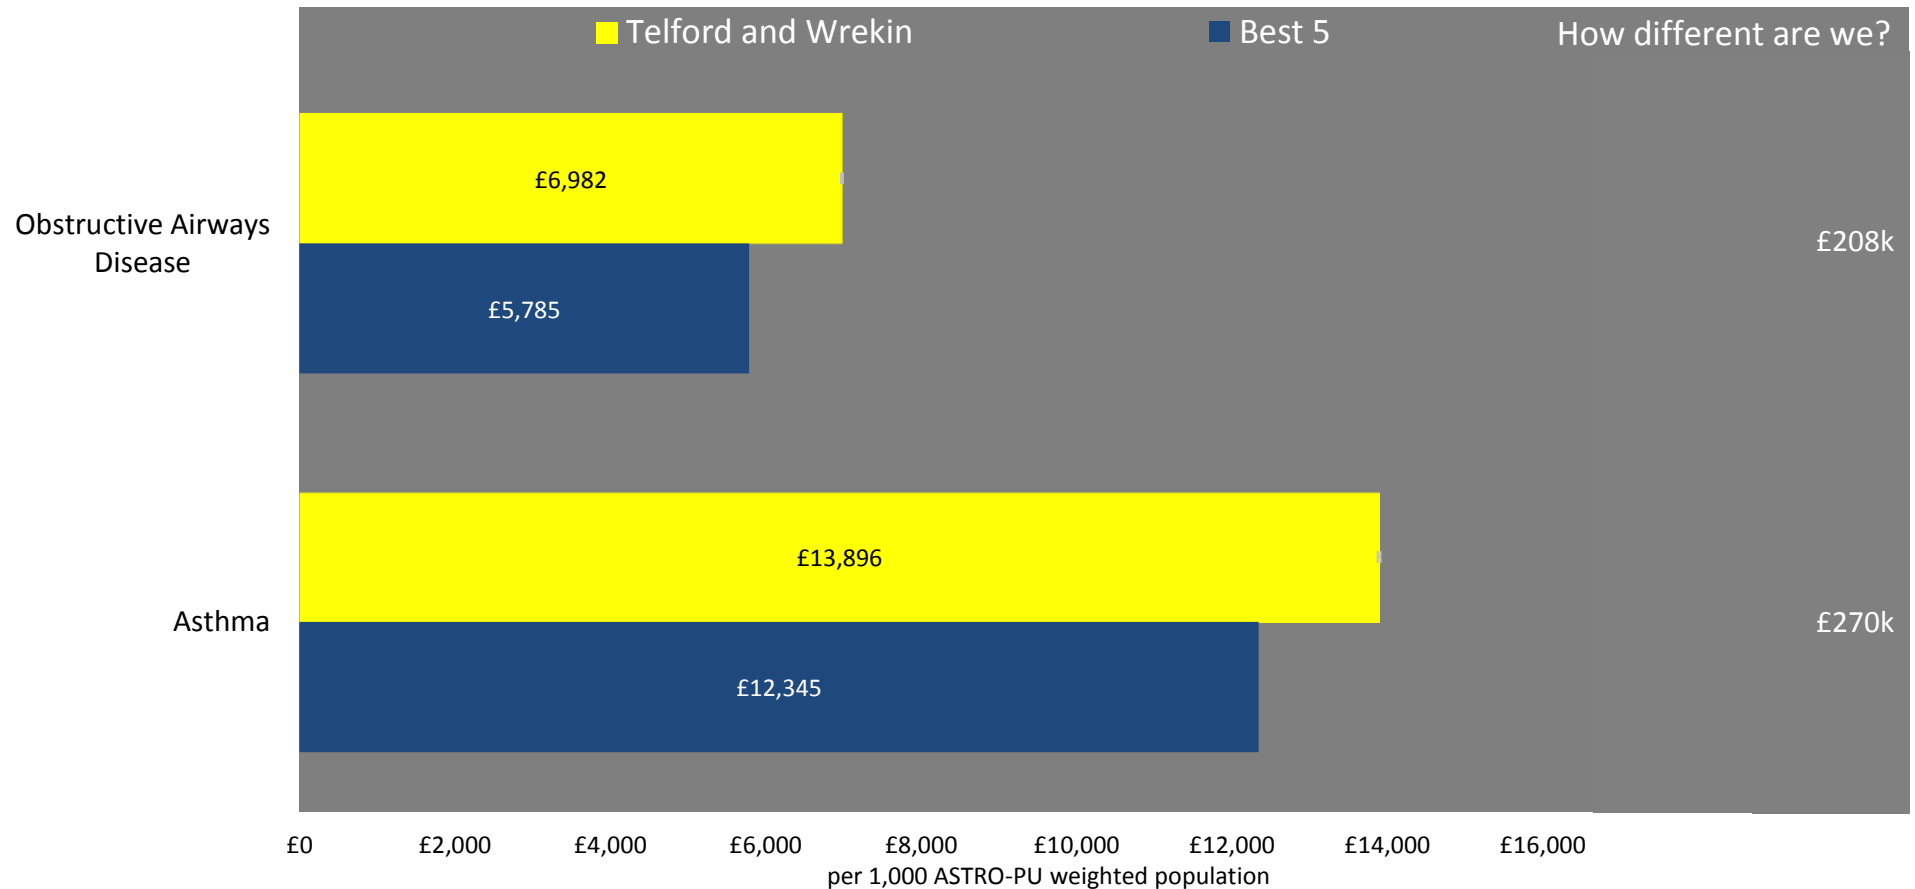 Telford and Wrekin
Best 5
How different are we?
£6,982
Obstructive Airways
Disease
£208k
£5,785
£13,896
Asthma
£270k
£12,345
£0
£2,000
£4,000
£6,000
£8,000
£10,000
£12,000
£14,000
£16,000
per 1,000 ASTRO-PU weighted population